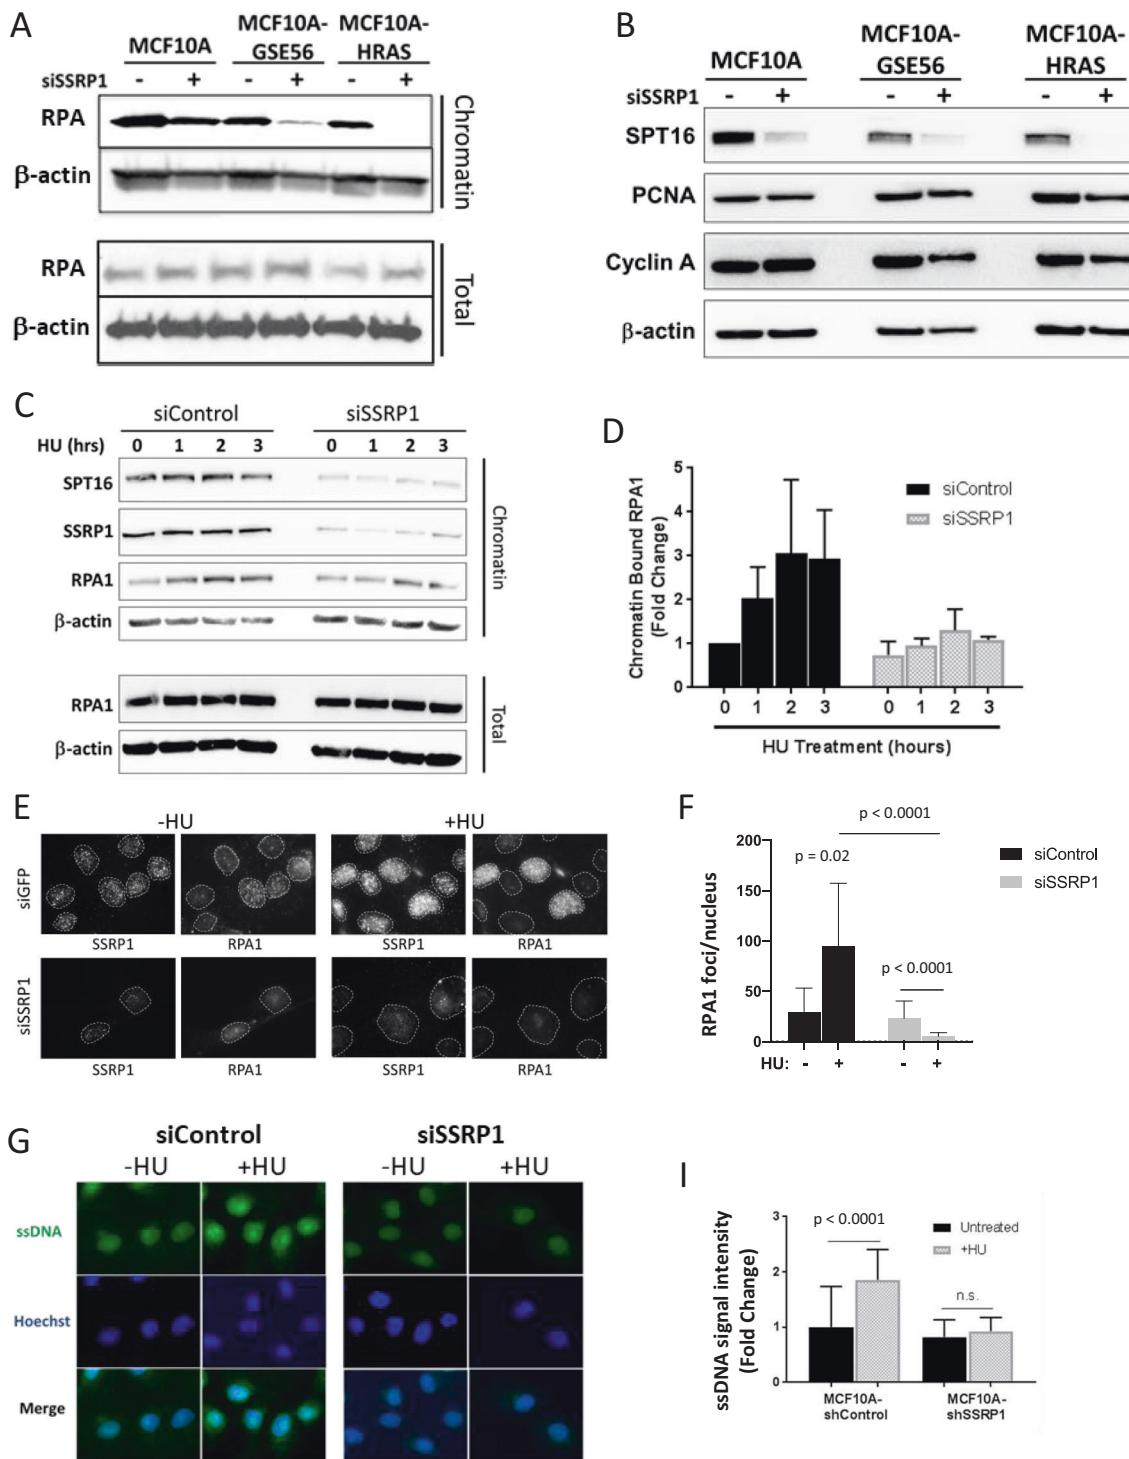 A
MCF10A
MCF10A-
GSE56
MCF10A-
HRAS
siSSRP1 - + - + - +
RPA
β-actin
Chromatin
RPA
β-actin
Total
B
MCF10A
MCF10A-
GSE56
MCF10A-
HRAS
siSSRP1 - + - + - +
SPT16
PCNA
Cyclin A
β-actin
C
siControl siSSRP1
HU (hrs) 0 1 2 3 0 1 2 3
SPT16
SSRP1
RPA1
β-actin
Chromatin
RPA1
β-actin
Total
D
Chromatin Bound RPA1
(Fold Change)
5
4
3
2
1
0
siControl
siSSRP1
0 1 2 3 0 1 2 3
HU Treatment (hours)
E
-HU +HU
siGFP
SSRP1 RPA1 SSRP1 RPA1
siSSRP1
SSRP1 RPA1 SSRP1 RPA1
F
p < 0.0001
RPA1 foci/nucleus
200
150
100
50
0
p = 0.02
p < 0.0001
siControl
siSSRP1
HU: - + - +
G
siControl siSSRP1
-HU +HU -HU +HU
ssDNA
Hoechst
Merge
I
ssDNA signal intensity
(Fold Change)
3
2
1
0
p < 0.0001
n.s.
Untreated
+HU
MCF10A-
shControl
MCF10A-
shSSRP1